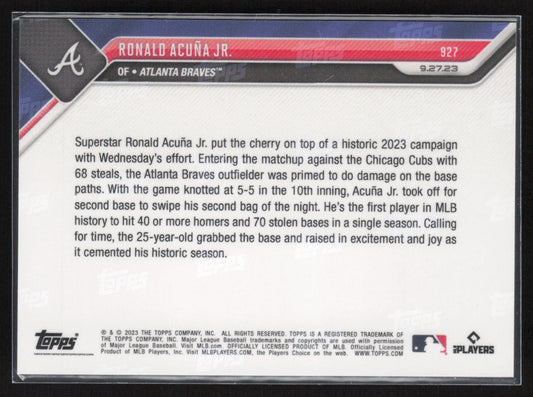 RONALD ACUÑA JR.
927
OF • ATLANTA BRAVES™
9.27.23
Superstar Ronald Acuña Jr. put the cherry on top of a historic 2023 campaign
with Wednesday's effort. Entering the matchup against the Chicago Cubs with
68 steals, the Atlanta Braves outfielder was primed to do damage on the base
paths. With the game knotted at 5-5 in the 10th inning, Acuña Jr. took off for
second base to swipe his second bag of the night. He's the first player in MLB
history to hit 40 or more homers and 70 stolen bases in a single season. Calling
for time, the 25-year-old grabbed the base and raised in excitement and joy as
it cemented his historic season.
topps
® & © 2023 THE TOPPS COMPANY, INC. ALL RIGHTS RESERVED. TOPPS IS A REGISTERED TRADEMARK OF
THE TOPPS COMPANY, INC. Major League Baseball trademarks and copyrights are used with permission
of Major League Baseball. Visit MLB.com. OFFICIALLY LICENSED PRODUCT OF MLB Players, Inc. Officially Licensed
Product of MLB Players, Inc. Visit MLBPLAYERS.COM, the Players Choice on the web. WWW.TOPPS.COM
PLAYERS